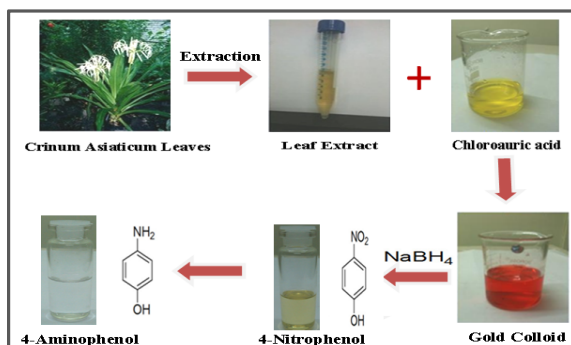 Extraction
+
Crinum Asiaticum Leaves
Leaf Extract
Chloroauric acid
NH₂
OH
NO₂
OH
NaBH₄
4-Aminophenol
4-Nitrophenol
Gold Colloid